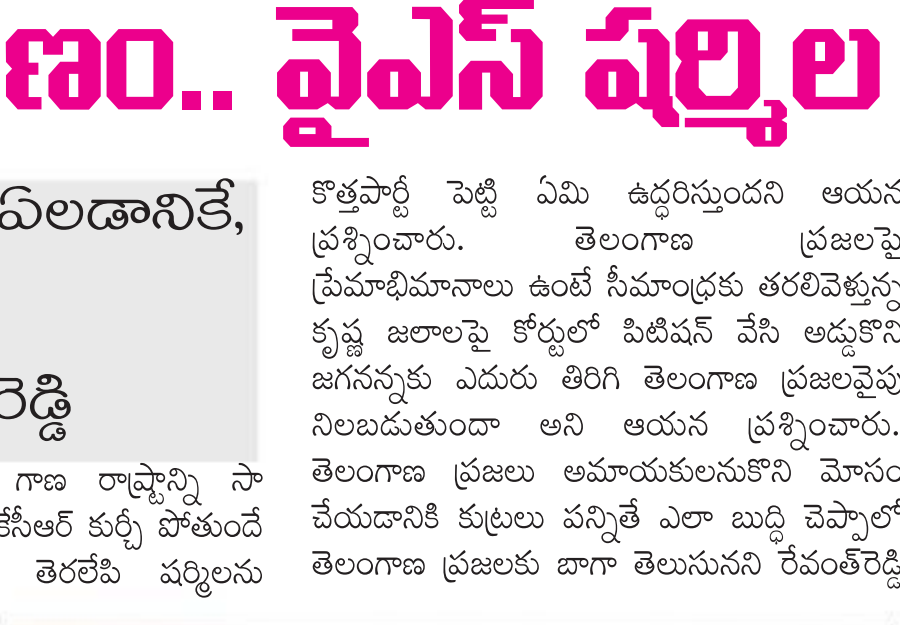 ణం.. వైఎస్ షర్మిల
ఏలడానికే,
రెడ్డి
గాణ రాష్ట్రాన్ని సా
కేసీఆర్ కుర్చీ పోతుందే
తెరలేపి షర్మిలను
కొత్తపార్టీ పెట్టి ఏమి ఉద్ధరిస్తుందని ఆయన
ప్రశ్నించారు. తెలంగాణ ప్రజలపై
ప్రేమాభిమానాలు ఉంటే సీమాంధ్రకు తరలివెళ్తున్న
కృష్ణ జలాలపై కోర్టులో పిటిషన్ వేసి అడ్డుకొని
జగనన్నకు ఎదురు తిరిగి తెలంగాణ ప్రజలవైపు
నిలబడుతుందా అని ఆయన ప్రశ్నించారు.
తెలంగాణ ప్రజలు అమాయకులనుకొని మోసం
చేయడానికి కుట్రలు పన్నితే ఎలా బుద్ధి చెప్పాలో
తెలంగాణ ప్రజలకు బాగా తెలుసునని రేవంత్‌రెడ్డి